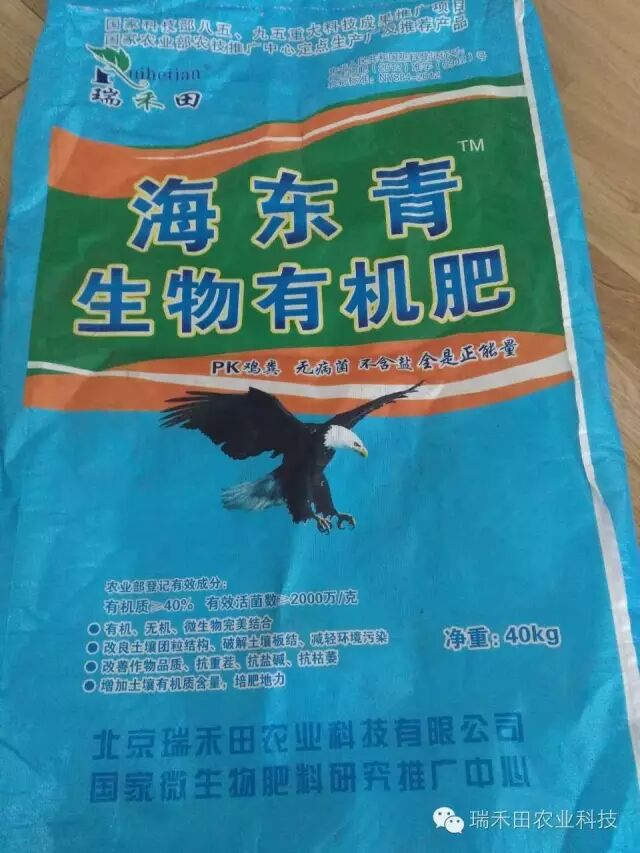 国家科技部八五、九五重大科技成果推广项目
国家农业部农技推广中心定点生产厂及推荐产品
Ruihetian
瑞禾田
NY884-2012
海东青
TM
生物有机肥
PK鸡粪 无病菌 不含盐 全是正能量
农业部登记有效成分:
有机质≥40% 有效活菌数≥2000万/克
●有机、无机、微生物完美结合
●改良土壤团粒结构、破解土壤板结、减轻环境污染
●改善作物品质、抗重茬、抗盐碱、抗枯萎
●增加土壤有机质含量,培肥地力
净重:40kg
北京瑞禾田农业科技有限公司
国家微生物肥料研究推广中心
瑞禾田农业科技